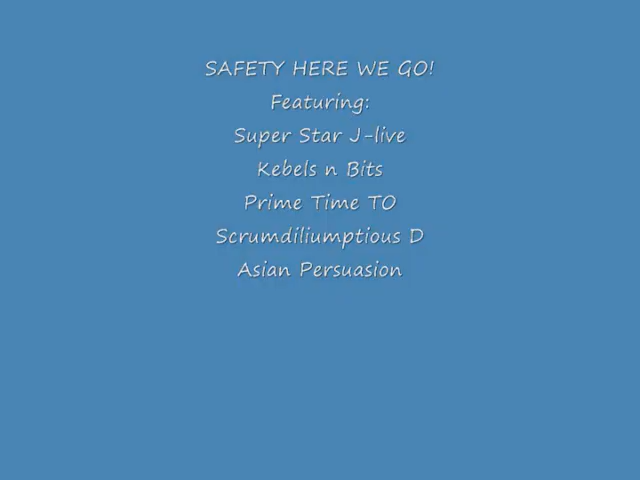 SAFETY HERE WE GO!
Featuring:
Super Star J-live
Kebels n Bits
Prime Time TO
Scrumdiliumptious D
Asian Persuasion